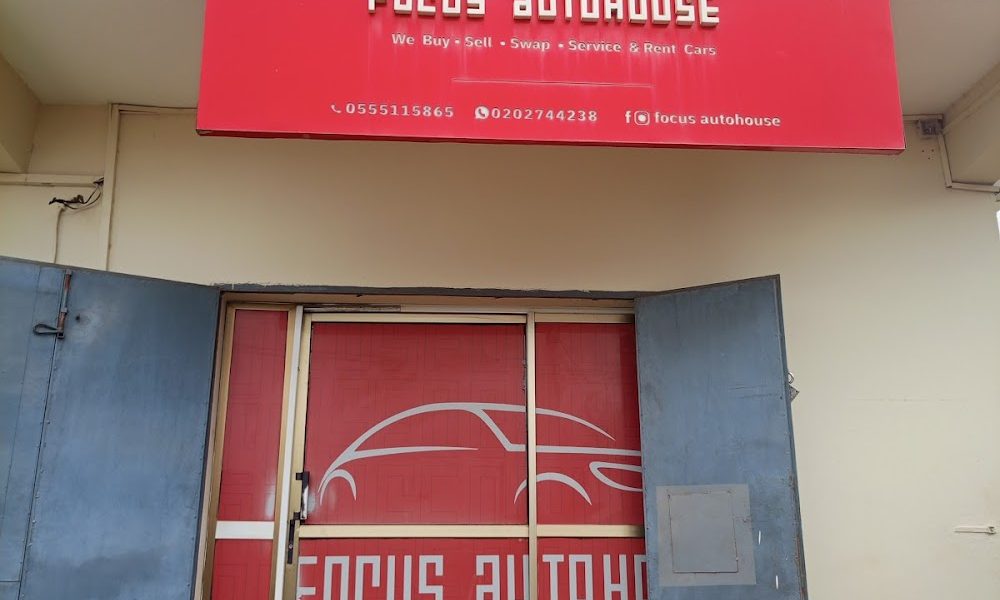 FOCUS AUTOHOUSE
We Buy • Sell • Swap • Service & Rent Cars
0555115865 0202744238 focus autohouse
FOCUS AUTOHO